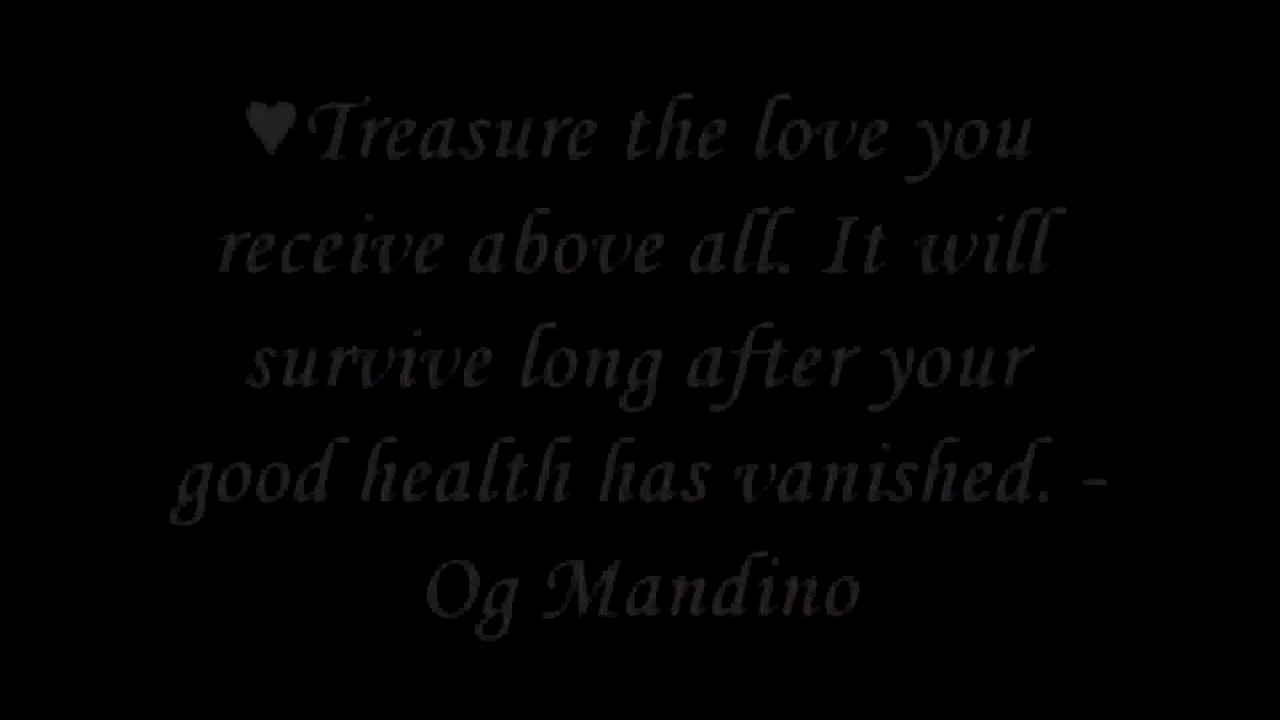 ♥Treasure the love you
receive above all. It will
survive long after your
good health has vanished. -
Og Mandino